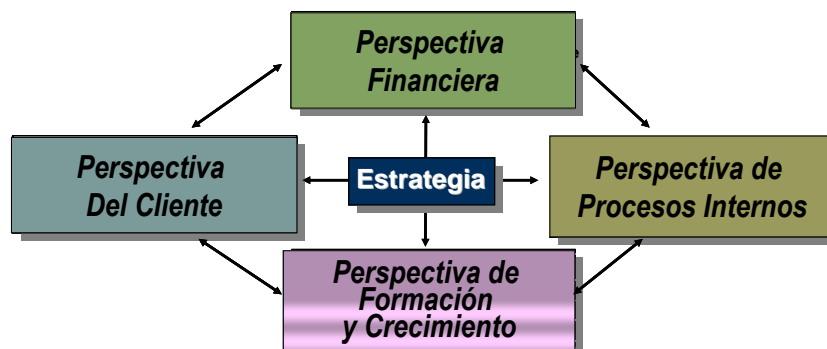 Perspectiva
Financiera
Perspectiva
Del Cliente
Estrategia
Perspectiva de
Procesos Internos
Perspectiva de
Formación
y Crecimiento